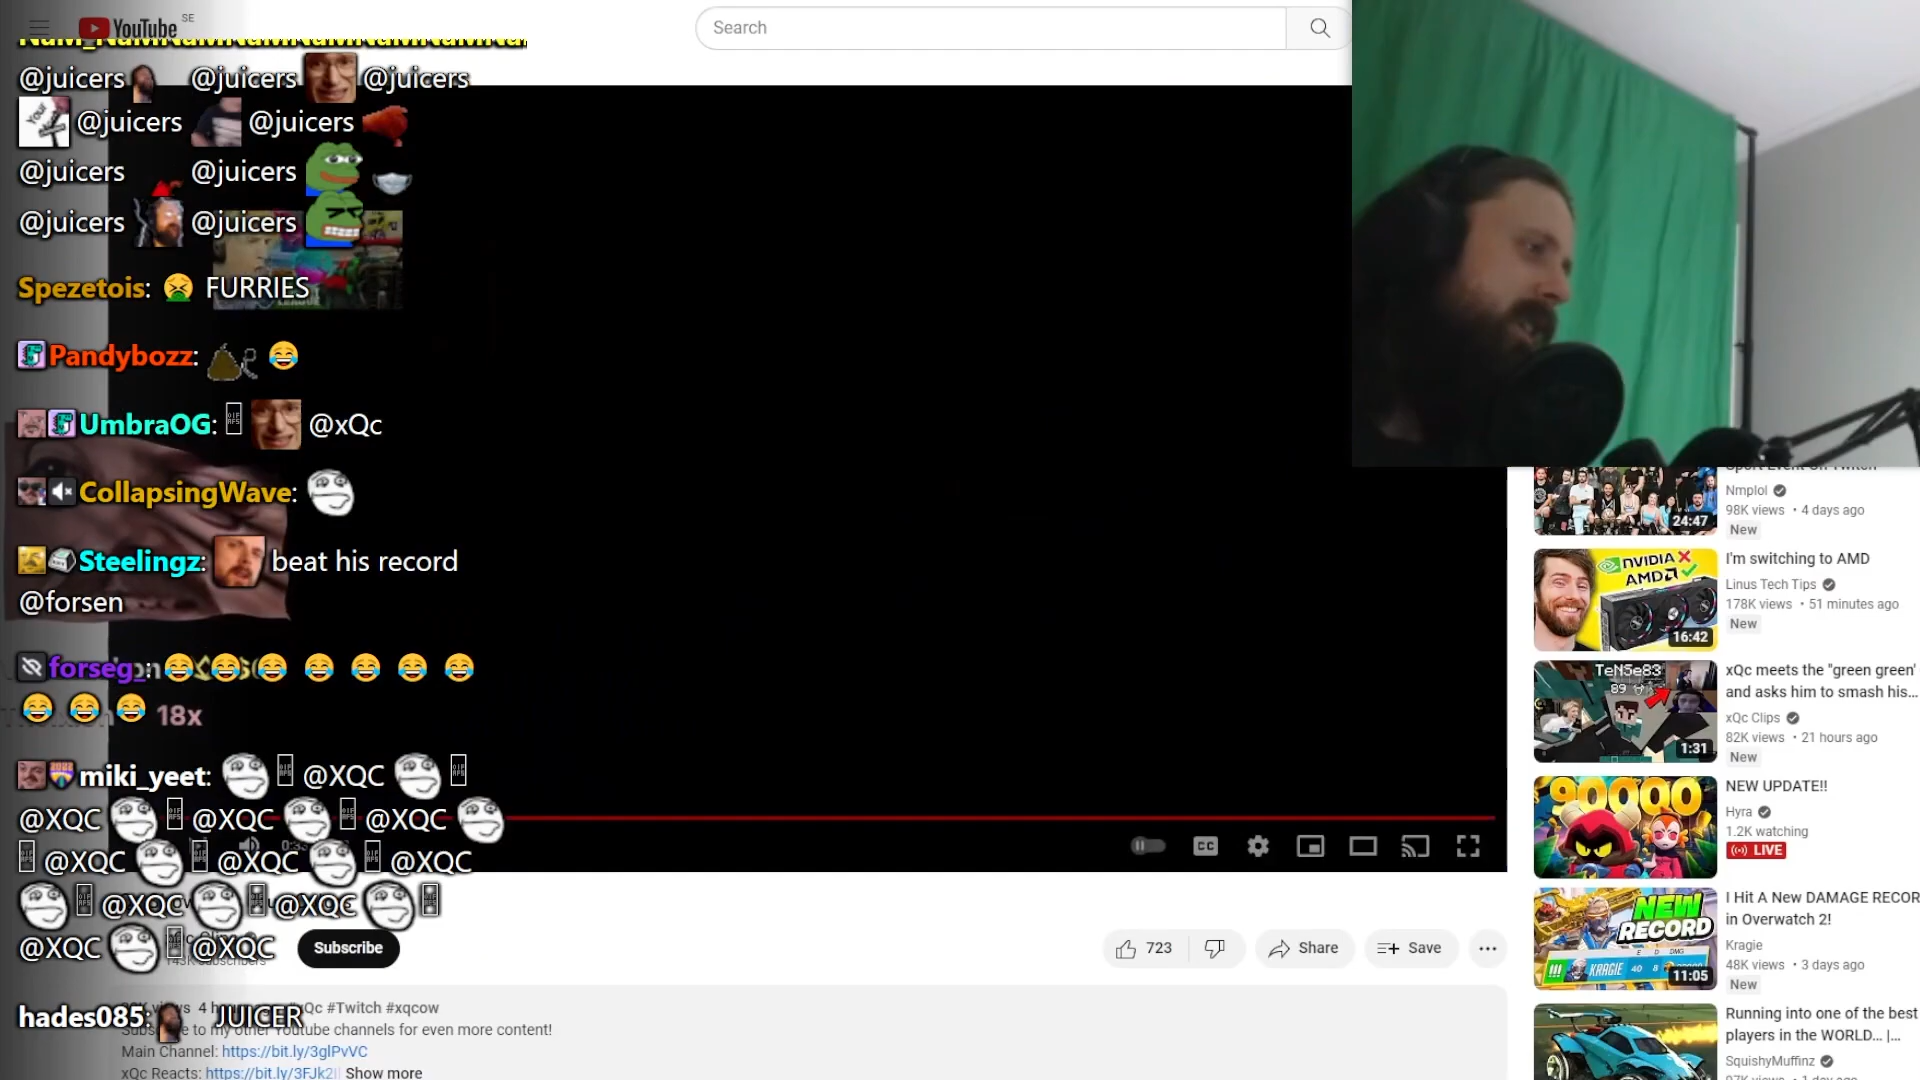 YouTube SE
Search
@juicers @juicers @juicers
@juicers @juicers
@juicers @juicers
@juicers @juicers
Spezetois: FURRIES
Pandybozz:
UmbraOG: @xQc
CollapsingWave:
Steelingz: beat his record
@forsen
forseg_:
18x
miki_yeet: @XQC
@XQC @XQC @XQC
@XQC @XQC @XQC
@XQC @XQC
@XQC @XQC
hades085: JUICER
Subscribe
723
Share
Save
#Twitch #xqcow
to my other Youtube channels for even more content!
Main Channel: https://bit.ly/3glPvVC
xQc Reacts: https://bit.ly/3FJk2 Show more
24:47
Nmplol
98K views • 4 days ago
New
NVIDIA
AMD
16:42
I'm switching to AMD
Linus Tech Tips
178K views • 51 minutes ago
New
TeNSe83
89
1:31
xQc meets the "green green'
and asks him to smash his...
xQc Clips
82K views • 21 hours ago
New
90000
NEW UPDATE!!
Hyra
1.2K watching
LIVE
NEW
RECORD
KRAGIE 40 8
11:05
I Hit A New DAMAGE RECOR
in Overwatch 2!
Kragie
48K views • 3 days ago
New
Running into one of the best
players in the WORLD... |...
SquishyMuffinz